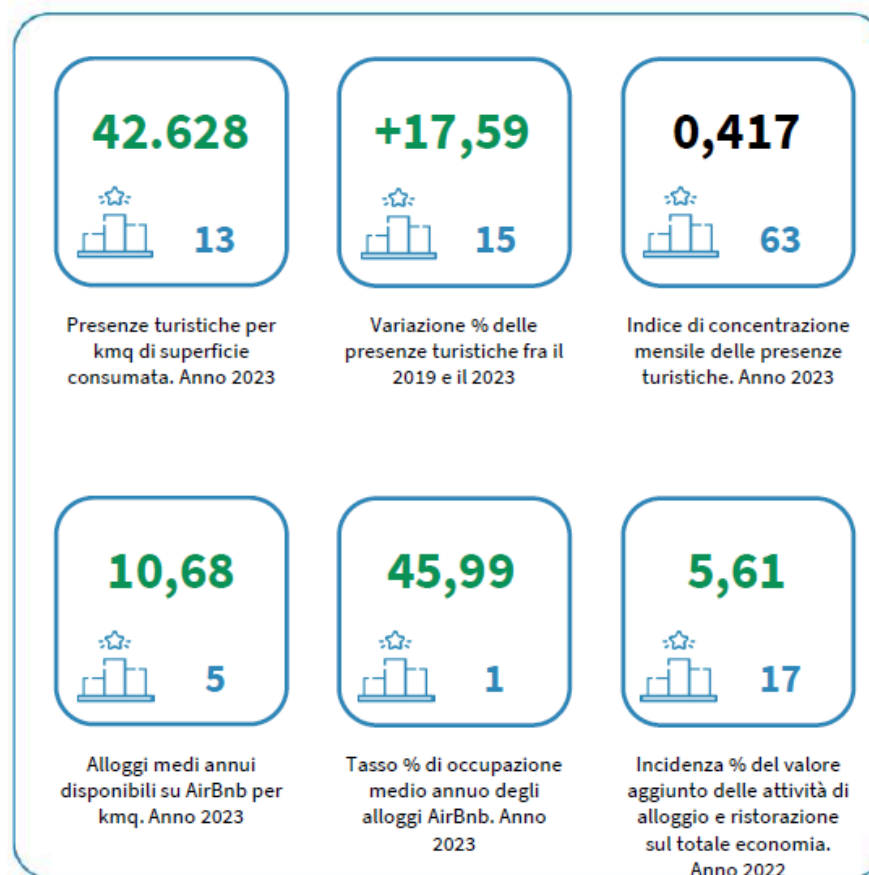 42.628
13
Presenze turistiche per
kmq di superficie
consumata. Anno 2023
+17,59
15
Variazione % delle
presenze turistiche fra il
2019 e il 2023
0,417
63
Indice di concentrazione
mensile delle presenze
turistiche. Anno 2023
10,68
5
Alloggi medi annui
disponibili su AirBnb per
kmq. Anno 2023
45,99
1
Tasso % di occupazione
medio annuo degli
alloggi AirBnb. Anno
2023
5,61
17
Incidenza % del valore
aggiunto delle attività di
alloggio e ristorazione
sul totale economia.
Anno 2022